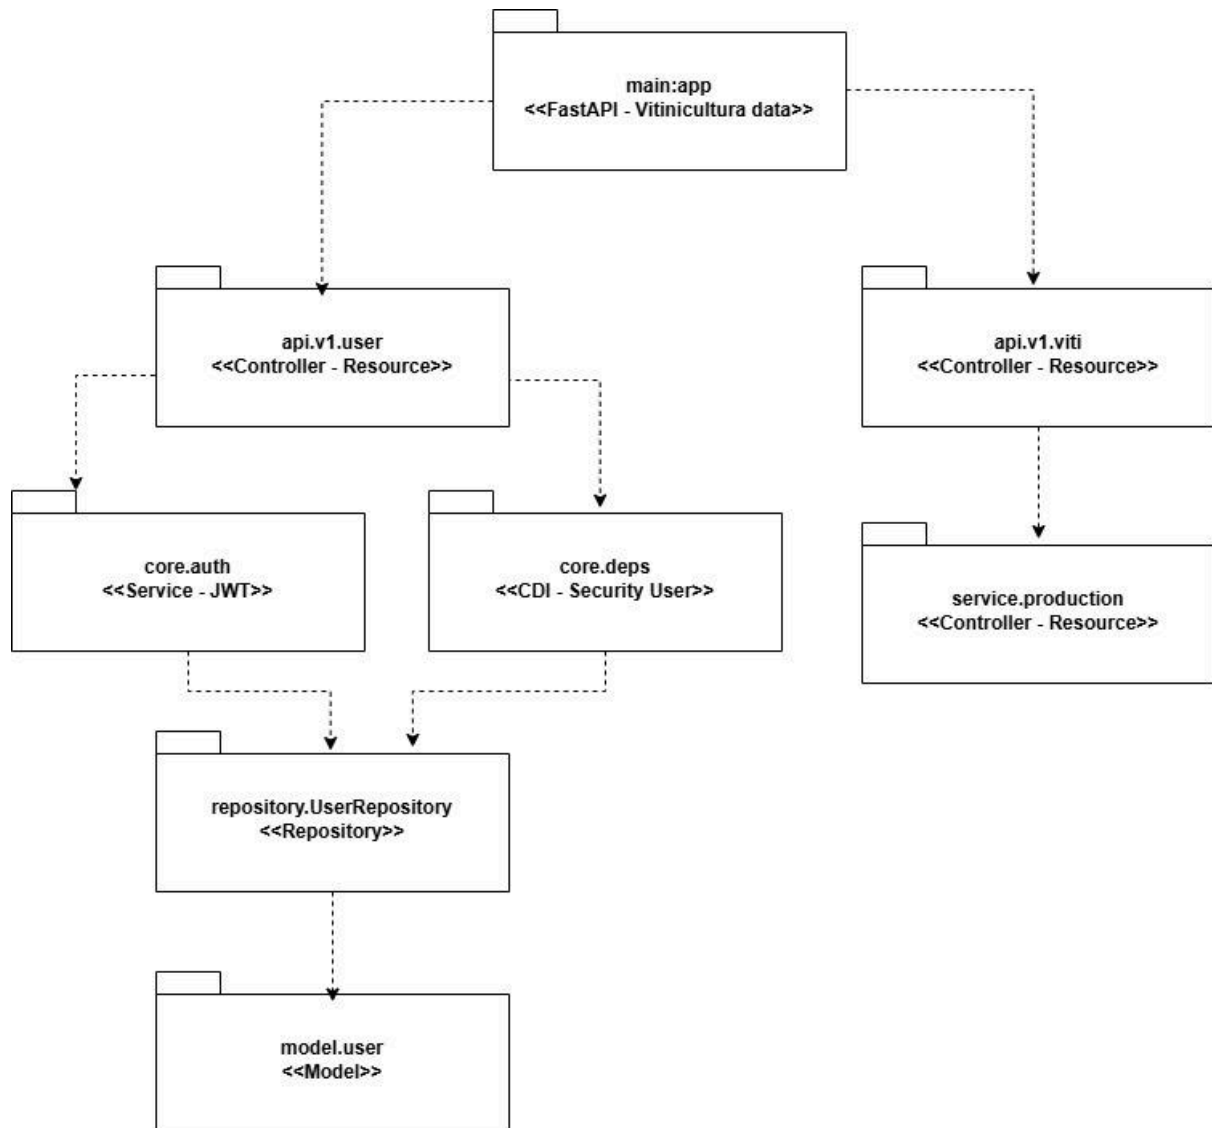 main:app
<<FastAPI - Vitinicultura data>>
api.v1.user
<<Controller - Resource>>
api.v1.viti
<<Controller - Resource>>
core.auth
<<Service - JWT>>
core.deps
<<CDI - Security User>>
service.production
<<Controller - Resource>>
repository.UserRepository
<<Repository>>
model.user
<<Model>>